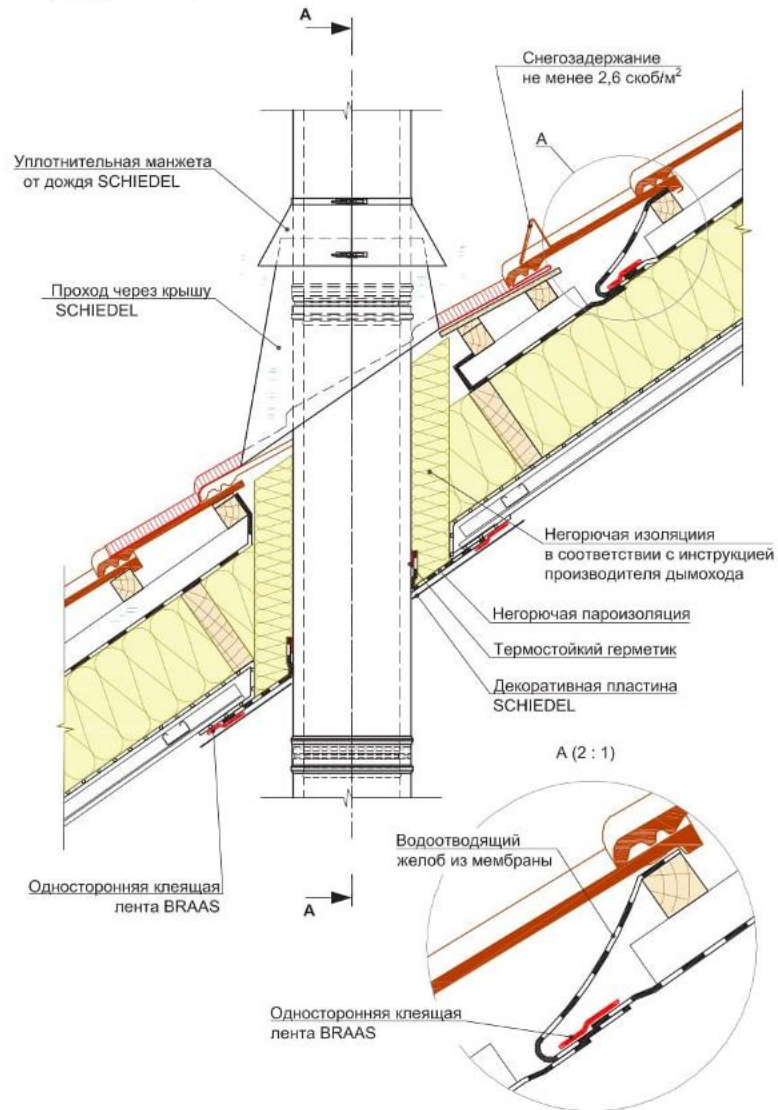 А
Снегозадержание
не менее 2,6 скоб/м²
А
Уплотнительная манжета
от дождя SCHIEDEL
Проход через крышу
SCHIEDEL
Негорючая изоляциия
в соответствии с инструкцией
производителя дымохода
Негорючая пароизоляция
Термостойкий герметик
Декоративная пластина
SCHIEDEL
А (2 : 1)
Водоотводящий
желоб из мембраны
Односторонняя клеящая
лента BRAAS
А
Односторонняя клеящая
лента BRAAS